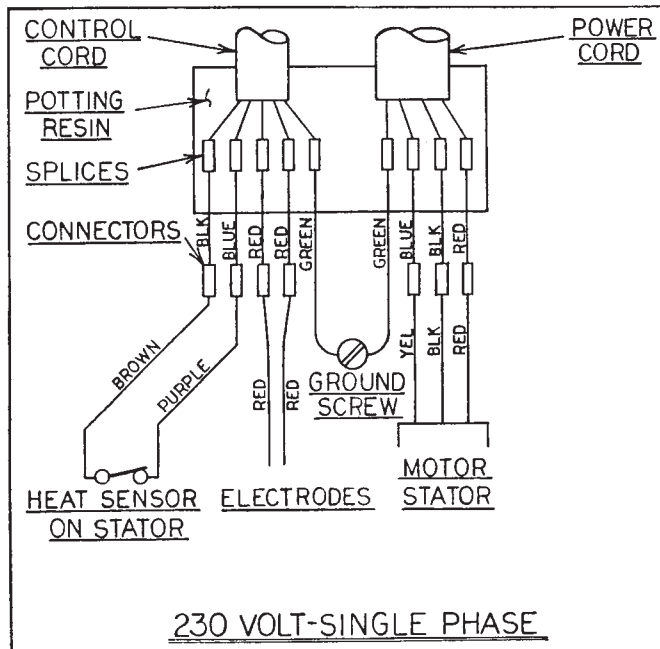 CONTROL
CORD
POWER
CORD
POTTING
RESIN
SPLICES
CONNECTORS
BLK
BLUE
RED
RED
GREEN
GREEN
BLUE
BLK
RED
BROWN
PURPLE
RED
RED
YEL
BLK
RED
GROUND
SCREW
HEAT SENSOR
ON STATOR
ELECTRODES
MOTOR
STATOR
230 VOLT-SINGLE PHASE